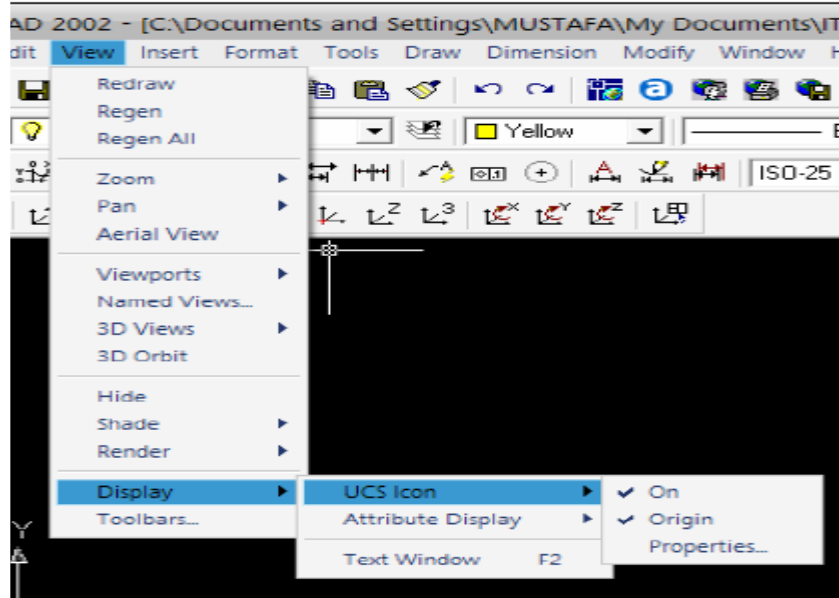 AD 2002 - [C:\Documents and Settings\MUSTAFA\My Documents\IT
dit View Insert Format Tools Draw Dimension Modify Window H
Redraw
Regen
Yellow
Regen All
Zoom
ISO-25
Pan
Aerial View
Viewports
Named Views...
3D Views
3D Orbit
Hide
Shade
Render
Display UCS Icon On
Toolbars... Attribute Display Origin
Properties...
Text Window F2
Y